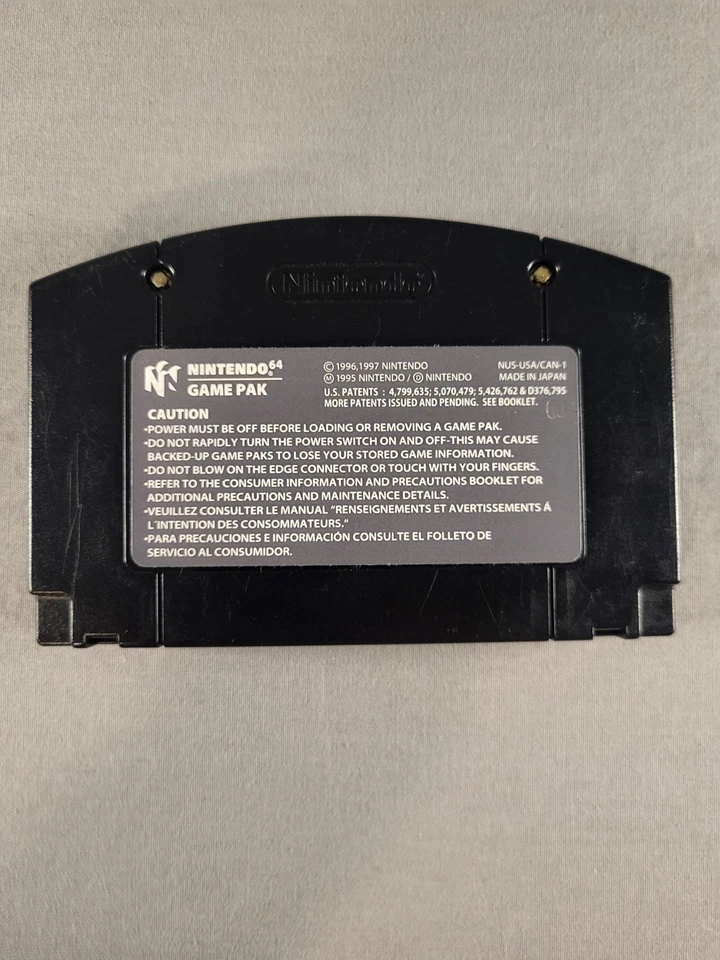 Nintendo
NINTENDO64
GAME PAK
© 1996,1997 NINTENDO
Ⓜ 1995 NINTENDO / Ⓓ NINTENDO
NUS-USA/CAN-1
MADE IN JAPAN
U.S. PATENTS : 4,799,635; 5,070,479; 5,426,762 & D376,795
MORE PATENTS ISSUED AND PENDING. SEE BOOKLET.
CAUTION
•POWER MUST BE OFF BEFORE LOADING OR REMOVING A GAME PAK.
•DO NOT RAPIDLY TURN THE POWER SWITCH ON AND OFF-THIS MAY CAUSE
BACKED-UP GAME PAKS TO LOSE YOUR STORED GAME INFORMATION.
•DO NOT BLOW ON THE EDGE CONNECTOR OR TOUCH WITH YOUR FINGERS.
•REFER TO THE CONSUMER INFORMATION AND PRECAUTIONS BOOKLET FOR
ADDITIONAL PRECAUTIONS AND MAINTENANCE DETAILS.
•VEUILLEZ CONSULTER LE MANUAL "RENSEIGNEMENTS ET AVERTISSEMENTS Á
L'INTENTION DES CONSOMMATEURS."
•PARA PRECAUCIONES E INFORMACIÓN CONSULTE EL FOLLETO DE
SERVICIO AL CONSUMIDOR.